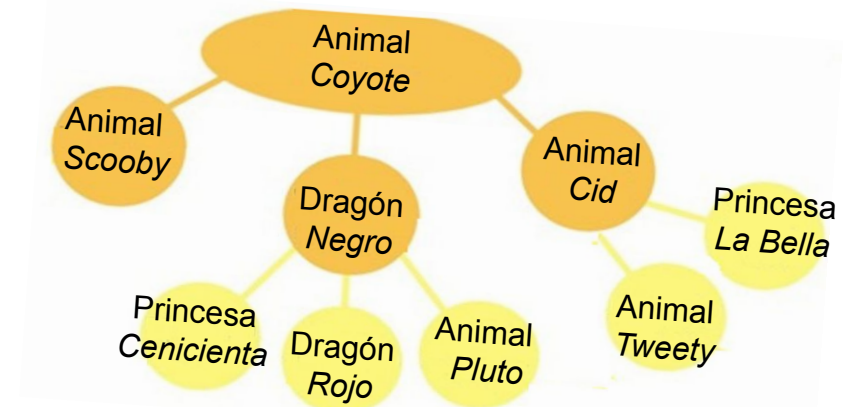 Animal
Coyote
Animal
Scooby
Dragón
Negro
Animal
Cid
Princesa
La Bella
Princesa
Cenicienta
Dragón
Rojo
Animal
Pluto
Animal
Tweety